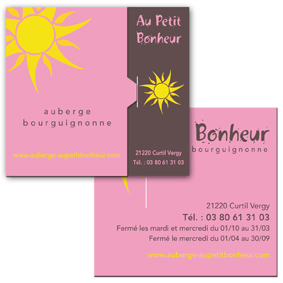 Au Petit
Bonheur
auberge
bourguignonne
www.auberge-aupetitbonheur.com
21220 Curtil Vergy
Tél. : 03 80 61 31 03
Bonheur
bourguignonne
21220 Curtil Vergy
Tél. : 03 80 61 31 03
Fermé les mardi et mercredi du 01/10 au 31/03
Fermé le mercredi du 01/04 au 30/09
www.auberge-aupetitbonheur.com